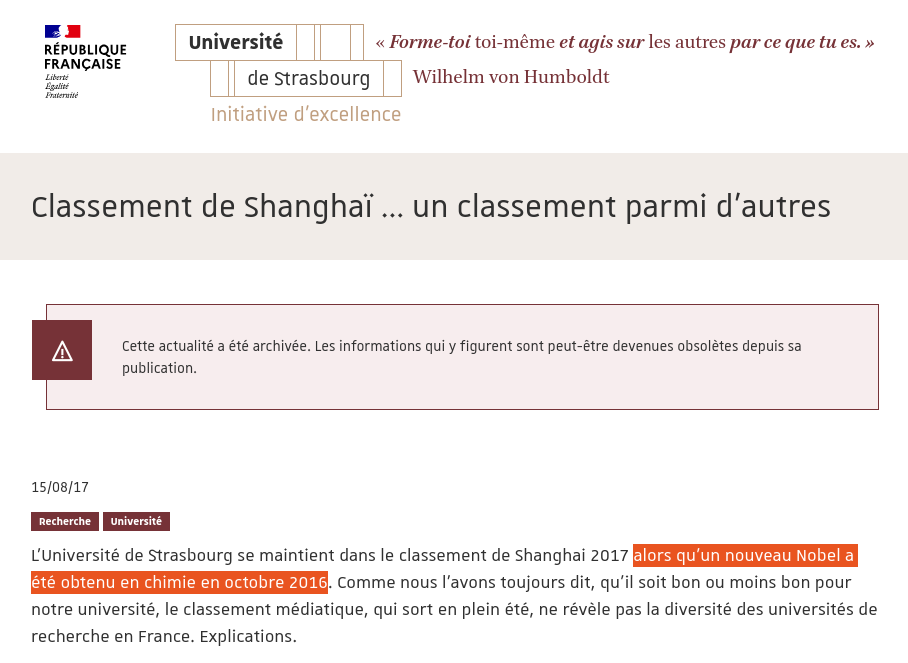 RÉPUBLIQUE
FRANÇAISE
Liberté
Égalité
Fraternité
Université
de Strasbourg
Initiative d'excellence
« Forme-toi toi-même et agis sur les autres par ce que tu es. »
Wilhelm von Humboldt
Classement de Shanghaï ... un classement parmi d'autres
Cette actualité a été archivée. Les informations qui y figurent sont peut-être devenues obsolètes depuis sa
publication.
15/08/17
Recherche Université
L'Université de Strasbourg se maintient dans le classement de Shanghai 2017 alors qu'un nouveau Nobel a
été obtenu en chimie en octobre 2016. Comme nous l'avons toujours dit, qu'il soit bon ou moins bon pour
notre université, le classement médiatique, qui sort en plein été, ne révèle pas la diversité des universités de
recherche en France. Explications.